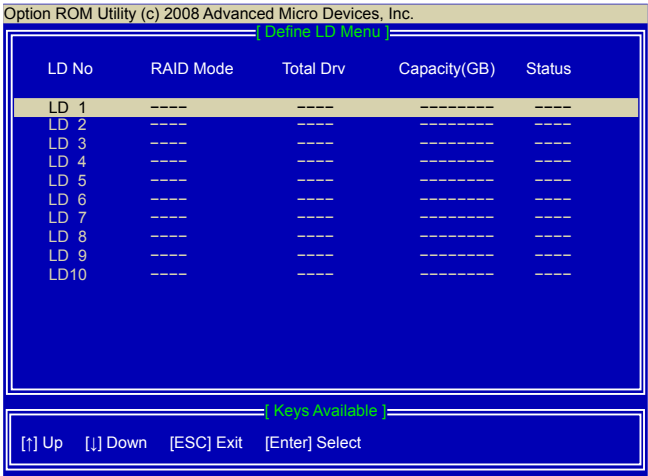 Option ROM Utility (c) 2008 Advanced Micro Devices, Inc.
[ Define LD Menu ]
LD No RAID Mode Total Drv Capacity(GB) Status
LD 1 ---- ---- -------- ----
LD 2 ---- ---- -------- ----
LD 3 ---- ---- -------- ----
LD 4 ---- ---- -------- ----
LD 5 ---- ---- -------- ----
LD 6 ---- ---- -------- ----
LD 7 ---- ---- -------- ----
LD 8 ---- ---- -------- ----
LD 9 ---- ---- -------- ----
LD10 ---- ---- -------- ----
[ Keys Available ]
[↑] Up [↓] Down [ESC] Exit [Enter] Select